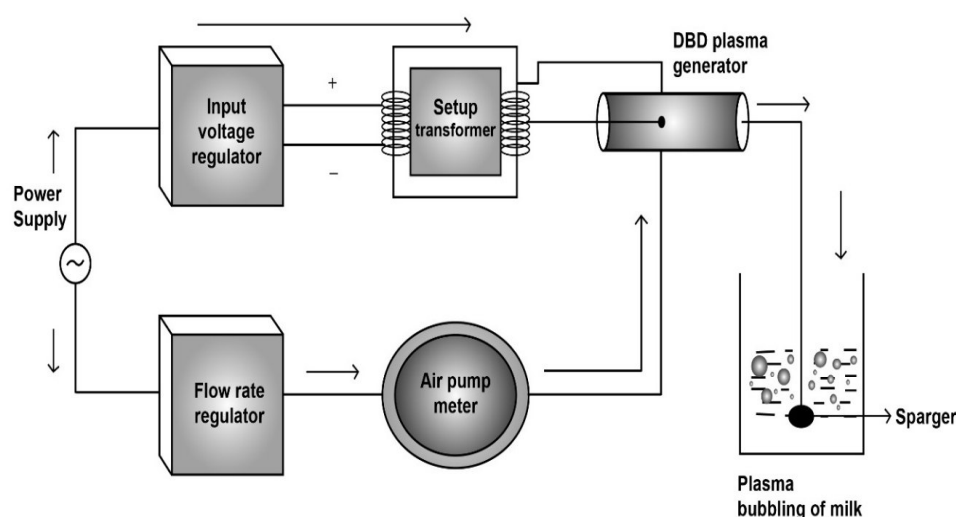 DBD plasma
generator
Input
voltage
regulator
+
−
Setup
transformer
Power
Supply
~
Flow rate
regulator
Air pump
meter
Sparger
Plasma
bubbling of milk